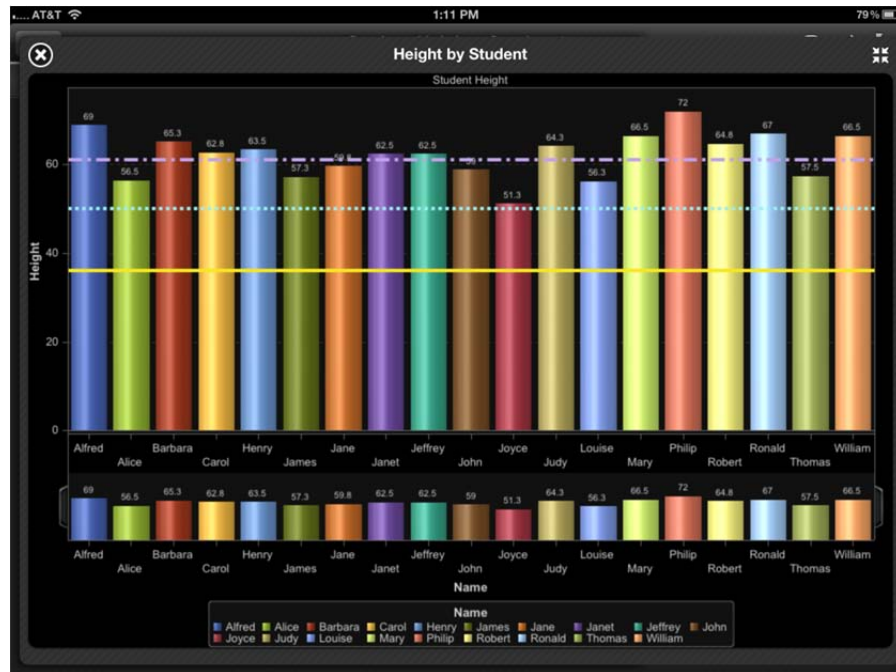 ..... AT&T 1:11 PM 79%
Height by Student
Student Height
69 56.5 65.3 62.8 63.5 57.3 59.8 62.5 62.5 51.3 64.3 56.3 66.5 72 64.8 67 57.5 66.5
60
40
20
0
Height
Alfred Barbara Henry Jane Jeffrey Joyce Louise Philip Ronald William
Alice Carol James Janet John Judy Mary Robert Thomas
69 56.5 65.3 62.8 63.5 57.3 59.8 62.5 62.5 59 51.3 64.3 56.3 66.5 72 64.8 67 57.5 66.5
Alfred Barbara Henry Jane Jeffrey Joyce Louise Philip Ronald William
Alice Carol James Janet John Judy Mary Robert Thomas
Name
Name
Alfred Alice Barbara Carol Henry James Jane Janet Jeffrey John
Joyce Judy Louise Mary Philip Robert Ronald Thomas William